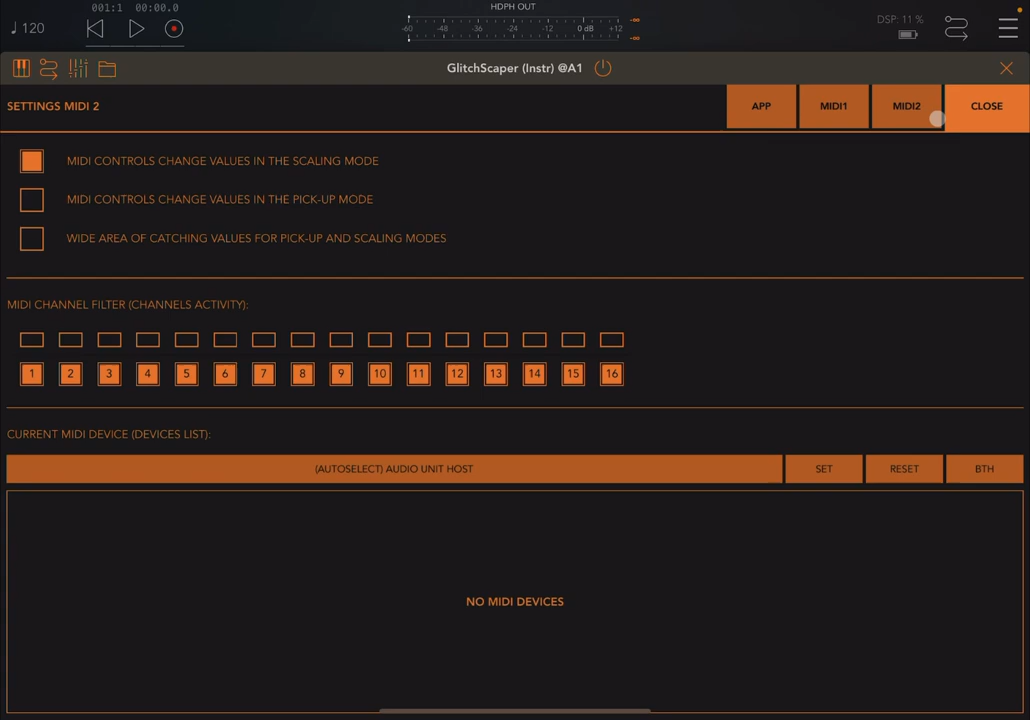 001:1 00:00.0
♩ 120
HDPH OUT
-60 -48 -36 -24 -12 0 dB +12
-∞
-∞
DSP: 11 %
GlitchScaper (Instr) @A1
SETTINGS MIDI 2
APP MIDI1 MIDI2 CLOSE
MIDI CONTROLS CHANGE VALUES IN THE SCALING MODE
MIDI CONTROLS CHANGE VALUES IN THE PICK-UP MODE
WIDE AREA OF CATCHING VALUES FOR PICK-UP AND SCALING MODES
MIDI CHANNEL FILTER (CHANNELS ACTIVITY):
1 2 3 4 5 6 7 8 9 10 11 12 13 14 15 16
CURRENT MIDI DEVICE (DEVICES LIST):
(AUTOSELECT) AUDIO UNIT HOST SET RESET BTH
NO MIDI DEVICES